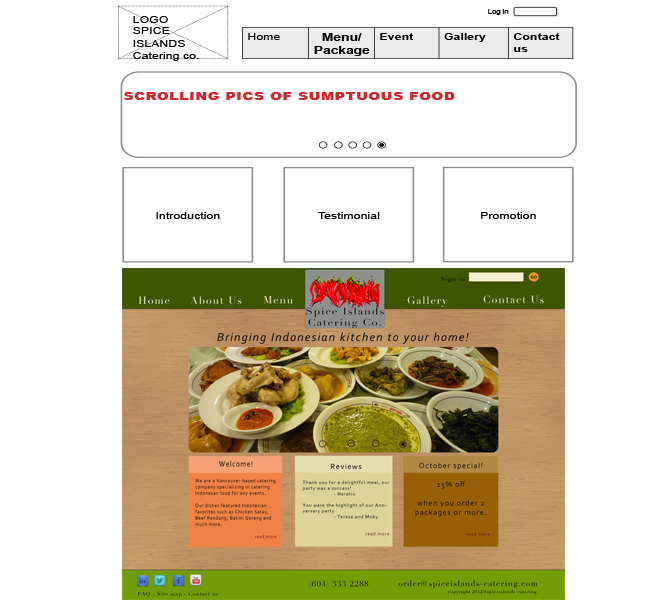 LOGO
SPICE
ISLANDS
Catering co.
Log in
Home
Menu/
Package
Event
Gallery
Contact
us
SCROLLING PICS OF SUMPTUOUS FOOD
Introduction
Testimonial
Promotion
Sign-in
GO
Home
About Us
Menu
Spice Islands
Catering Co.
Gallery
Contact Us
Bringing Indonesian kitchen to your home!
Welcome!
We are a Vancouver-based catering
company specializing in catering
Indonesian food for any events.
Our dishes featured Indonesian
favorites such as Chicken Satay,
Beef Rendang, Bakmi Goreng and
much more.
read more
Reviews
Thank you for a delightful meal, our
party was a success!
- Horatio
You were the highlight of our Anni-
versary party
- Teresa and Moby
read more
October special!
15% off
when you order 2
packages or more.
read more
(604) 333 2288
order@spiceislands-catering.com
FAQ - Site map - Contact us
copyright 2012@spiceislands-catering